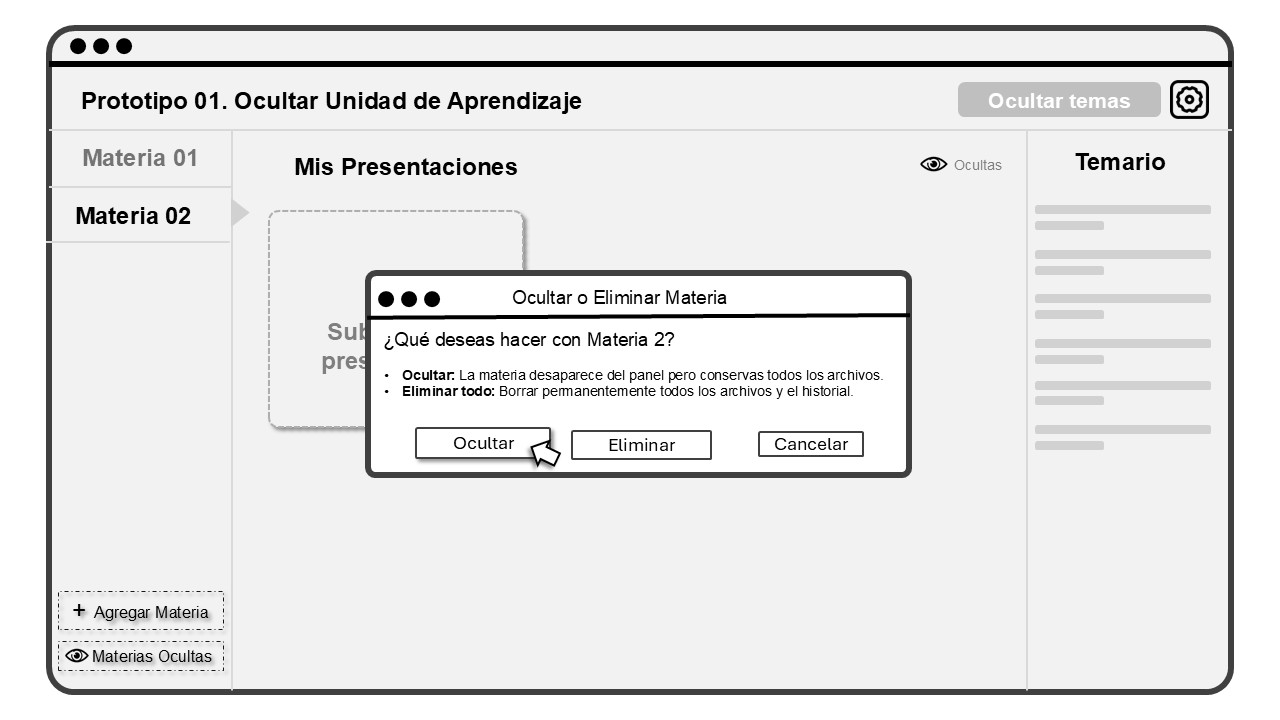 Prototipo 01. Ocultar Unidad de Aprendizaje
Ocultar temas
Materia 01
Materia 02
Mis Presentaciones
Ocultas
Temario
Ocultar o Eliminar Materia
¿Qué deseas hacer con Materia 2?
• Ocultar: La materia desaparece del panel pero conservas todos los archivos.
• Eliminar todo: Borrar permanentemente todos los archivos y el historial.
Ocultar
Eliminar
Cancelar
+ Agregar Materia
Materias Ocultas